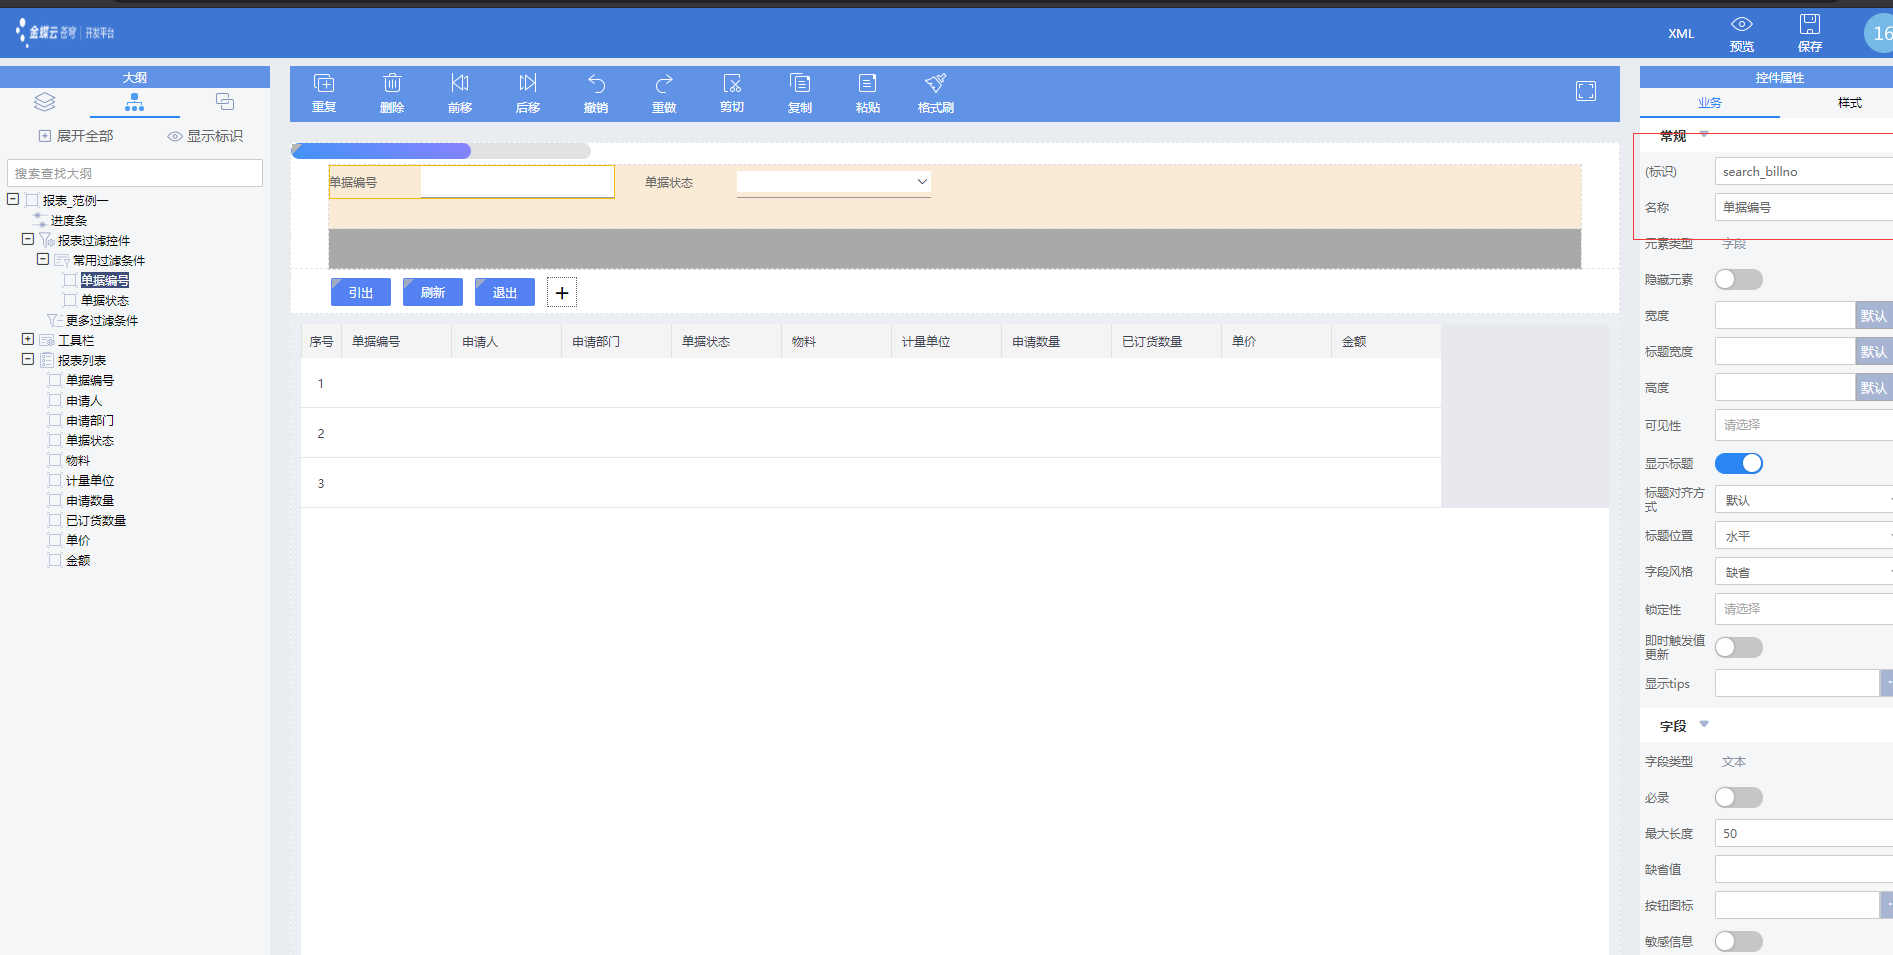 金蝶云 苍穹 | 开发平台
XML
预览
保存
16
大纲
展开全部
显示标识
搜索查找大纲
报表_范例一
进度条
报表过滤控件
常用过滤条件
单据编号
单据状态
更多过滤条件
工具栏
报表列表
单据编号
申请人
申请部门
单据状态
物料
计量单位
申请数量
已订货数量
单价
金额
重复
删除
前移
后移
撤销
重做
剪切
复制
粘贴
格式刷
单据编号
单据状态
引出
刷新
退出
序号 单据编号 申请人 申请部门 单据状态 物料 计量单位 申请数量 已订货数量 单价 金额
1
2
3
控件属性
业务
样式
常规
(标识) search_billno
名称 单据编号
元素类型 字段
隐藏元素
宽度 默认
标题宽度 默认
高度 默认
可见性 请选择
显示标题
标题对齐方
式
默认
标题位置 水平
字段风格 缺省
锁定性 请选择
即时触发值
更新
显示tips
字段
字段类型 文本
必录
最大长度 50
缺省值
按钮图标
敏感信息